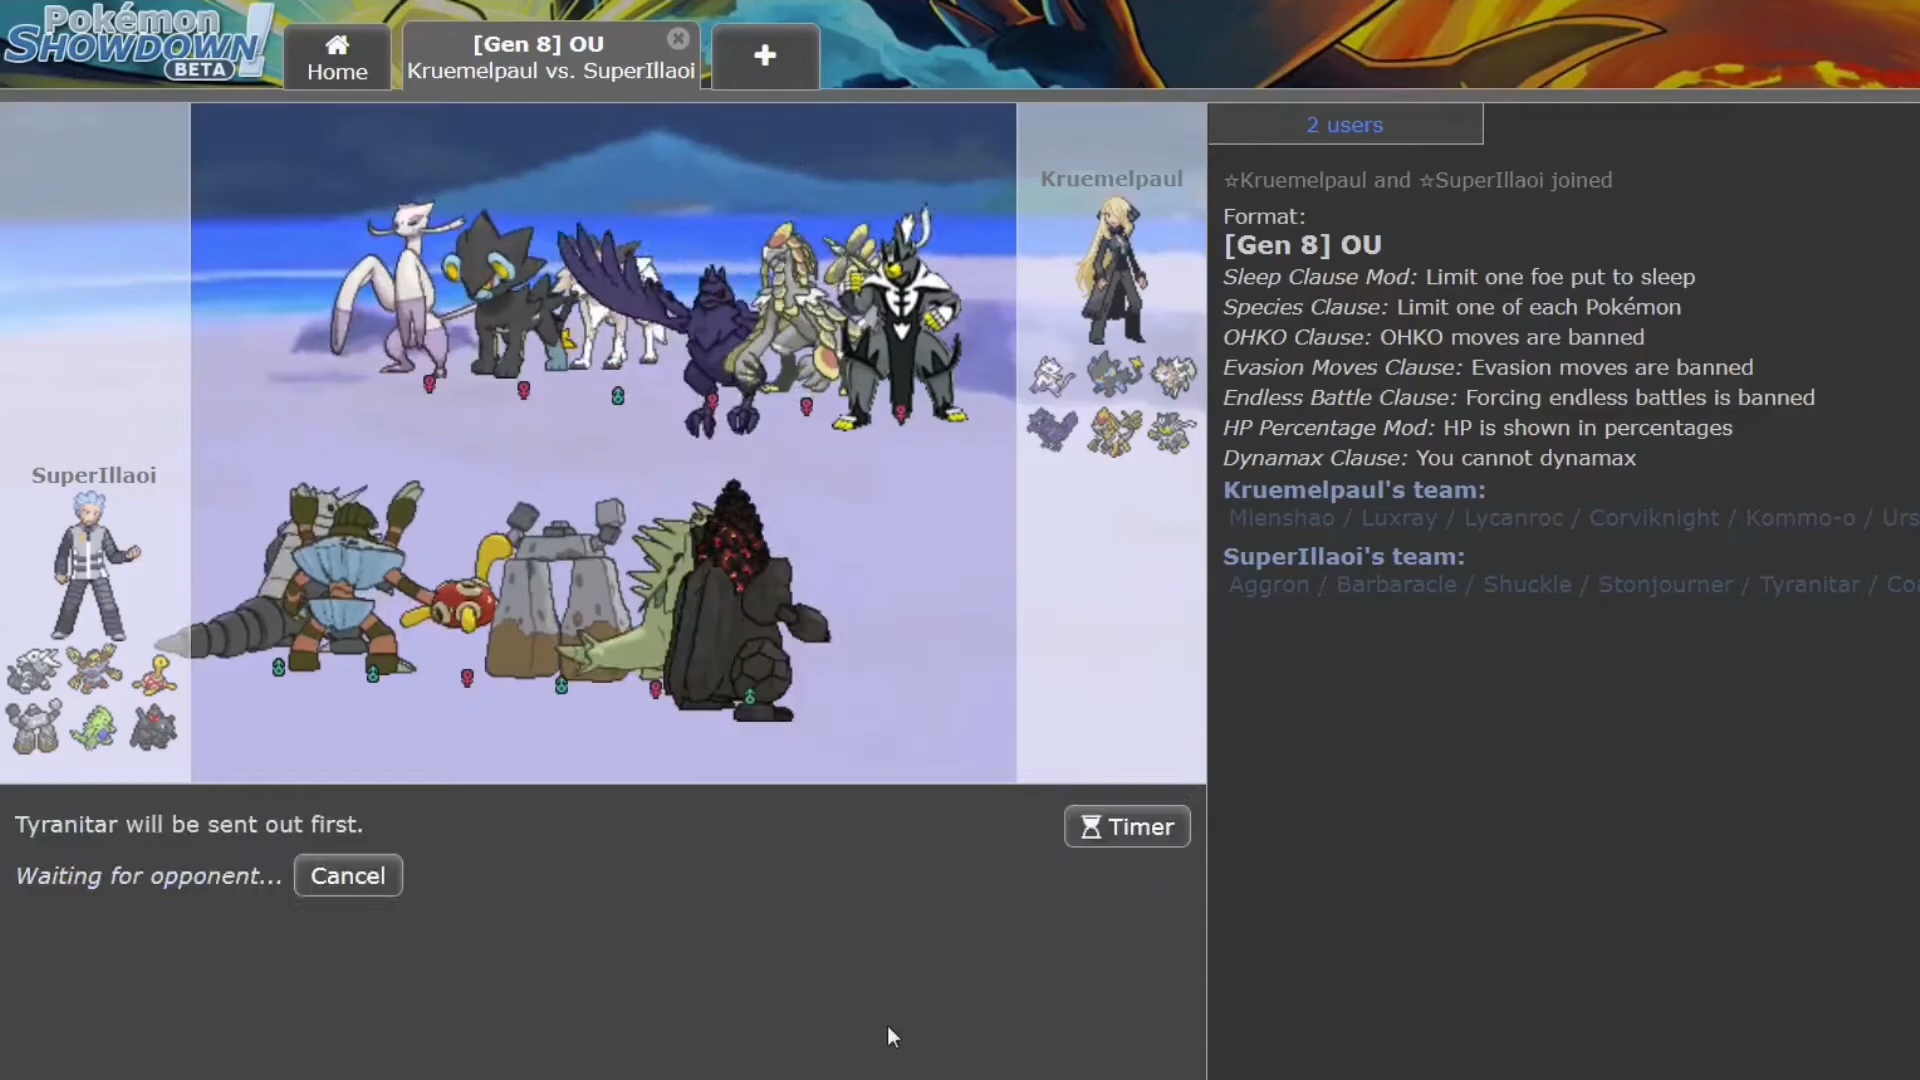 Pokémon
SHOWDOWN!
BETA
Home
[Gen 8] OU
Kruemelpaul vs. SuperIllaoi
2 users
☆Kruemelpaul and ☆SuperIllaoi joined
Format:
[Gen 8] OU
Sleep Clause Mod: Limit one foe put to sleep
Species Clause: Limit one of each Pokémon
OHKO Clause: OHKO moves are banned
Evasion Moves Clause: Evasion moves are banned
Endless Battle Clause: Forcing endless battles is banned
HP Percentage Mod: HP is shown in percentages
Dynamax Clause: You cannot dynamax
Kruemelpaul's team:
Mienshao / Luxray / Lycanroc / Corviknight / Kommo-o / Urs
SuperIllaoi's team:
Aggron / Barbaracle / Shuckle / Stonjourner / Tyranitar / Coa
Kruemelpaul
SuperIllaoi
Tyranitar will be sent out first.
Timer
Waiting for opponent...
Cancel